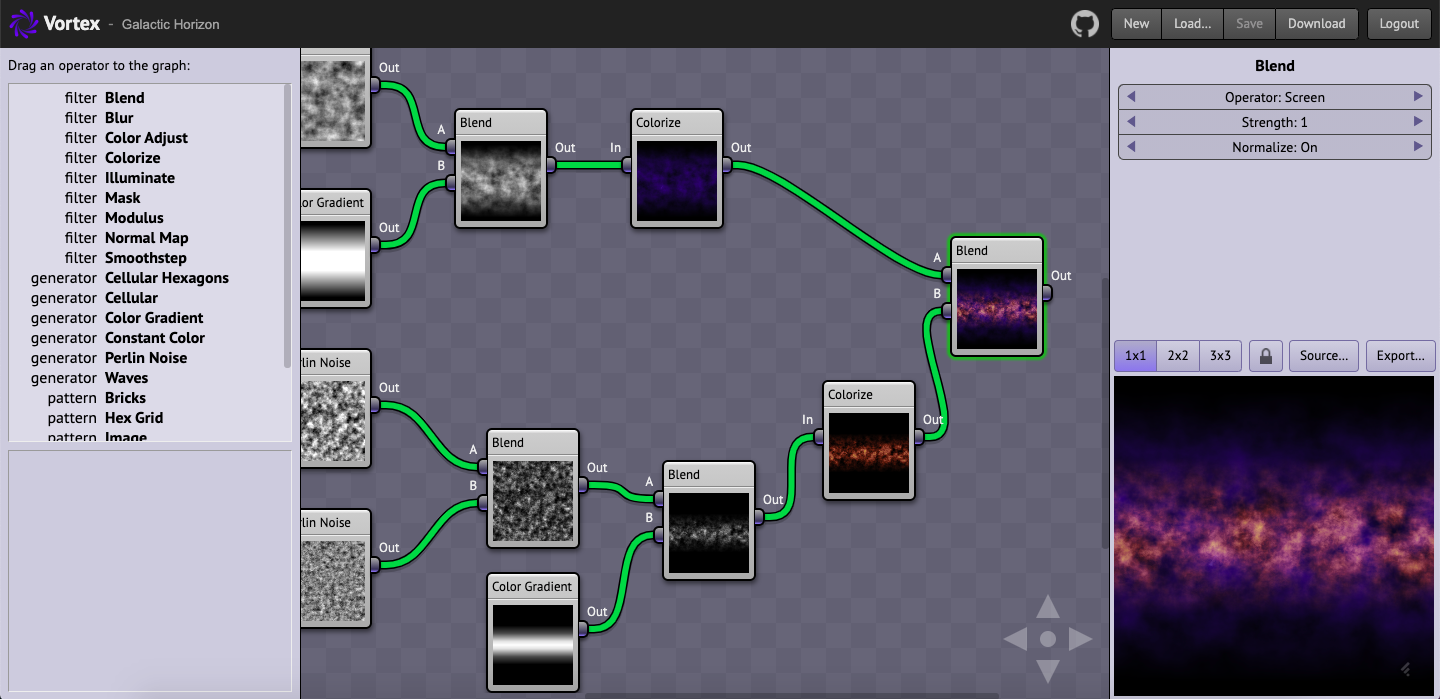 Vortex - Galactic Horizon
New
Load...
Save
Download
Logout
Drag an operator to the graph:
filter Blend
filter Blur
filter Color Adjust
filter Colorize
filter Illuminate
filter Mask
filter Modulus
filter Normal Map
filter Smoothstep
generator Cellular Hexagons
generator Cellular
generator Color Gradient
generator Constant Color
generator Perlin Noise
generator Waves
pattern Bricks
pattern Hex Grid
pattern Image
Out
lor Gradient
Out
A
B
Blend
Out
In
Colorize
Out
rlin Noise
Out
rlin Noise
Out
A
B
Blend
Out
Color Gradient
Out
A
B
Blend
Out
In
Colorize
Out
A
B
Blend
Out
Blend
Operator: Screen
Strength: 1
Normalize: On
1x1
2x2
3x3
Source...
Export...